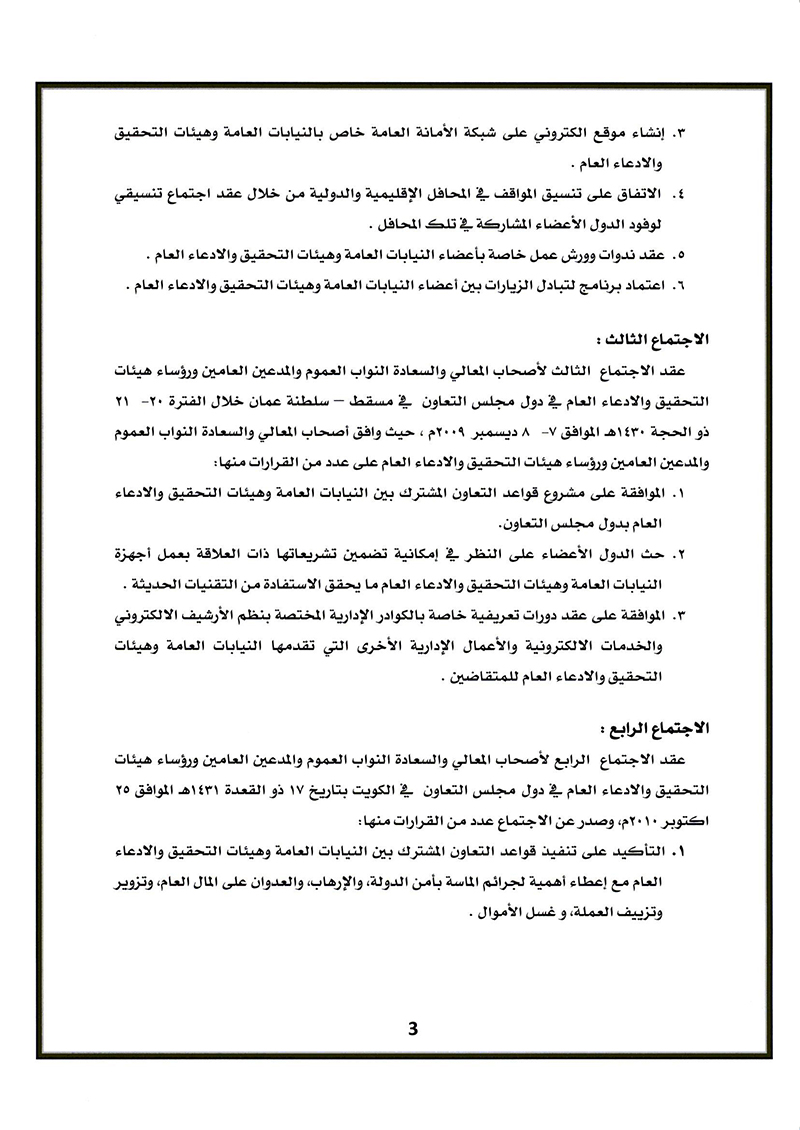 ٣. إنشاء موقع الكتروني على شبكة الأمانة العامة خاص بالنيابات العامة وهيئات التحقيق
والادعاء العام .
٤. الاتفاق على تنسيق المواقف في المحافل الإقليمية والدولية من خلال عقد اجتماع تنسيقي
لوفود الدول الأعضاء المشاركة في تلك المحافل .
٥. عقد ندوات وورش عمل خاصة بأعضاء النيابات العامة وهيئات التحقيق والادعاء العام .
٦. اعتماد برنامج لتبادل الزيارات بين أعضاء النيابات العامة وهيئات التحقيق والادعاء العام .
الاجتماع الثالث :
عقد الاجتماع الثالث لأصحاب المعالي والسعادة النواب العموم والمدعين العامين ورؤساء هيئات
التحقيق والادعاء العام في دول مجلس التعاون في مسقط – سلطنة عمان خلال الفترة ٢٠- ٢١
ذو الحجة ١٤٣٠هـ الموافق ٧- ٨ ديسمبر ٢٠٠٩م ، حيث وافق أصحاب المعالي والسعادة النواب العموم
والمدعين العامين ورؤساء هيئات التحقيق والادعاء العام على عدد من القرارات منها:
١. الموافقة على مشروع قواعد التعاون المشترك بين النيابات العامة وهيئات التحقيق والادعاء
العام بدول مجلس التعاون.
٢. حث الدول الأعضاء على النظر في إمكانية تضمين تشريعاتها ذات العلاقة بعمل أجهزة
النيابات العامة وهيئات التحقيق والادعاء العام ما يحقق الاستفادة من التقنيات الحديثة .
٣. الموافقة على عقد دورات تعريفية خاصة بالكوادر الإدارية المختصة بنظم الأرشيف الالكتروني
والخدمات الالكترونية والأعمال الإدارية الأخرى التي تقدمها النيابات العامة وهيئات
التحقيق والادعاء العام للمتقاضين .
الاجتماع الرابع :
عقد الاجتماع الرابع لأصحاب المعالي والسعادة النواب العموم والمدعين العامين ورؤساء هيئات
التحقيق والادعاء العام في دول مجلس التعاون في الكويت بتاريخ ١٧ ذو القعدة ١٤٣١هـ الموافق ٢٥
اكتوبر ٢٠١٠م، وصدر عن الاجتماع عدد من القرارات منها:
١. التأكيد على تنفيذ قواعد التعاون المشترك بين النيابات العامة وهيئات التحقيق والادعاء
العام مع إعطاء أهمية لجرائم الماسة بأمن الدولة، والإرهاب، والعدوان على المال العام، وتزوير
وتزييف العملة، و غسل الأموال .
3